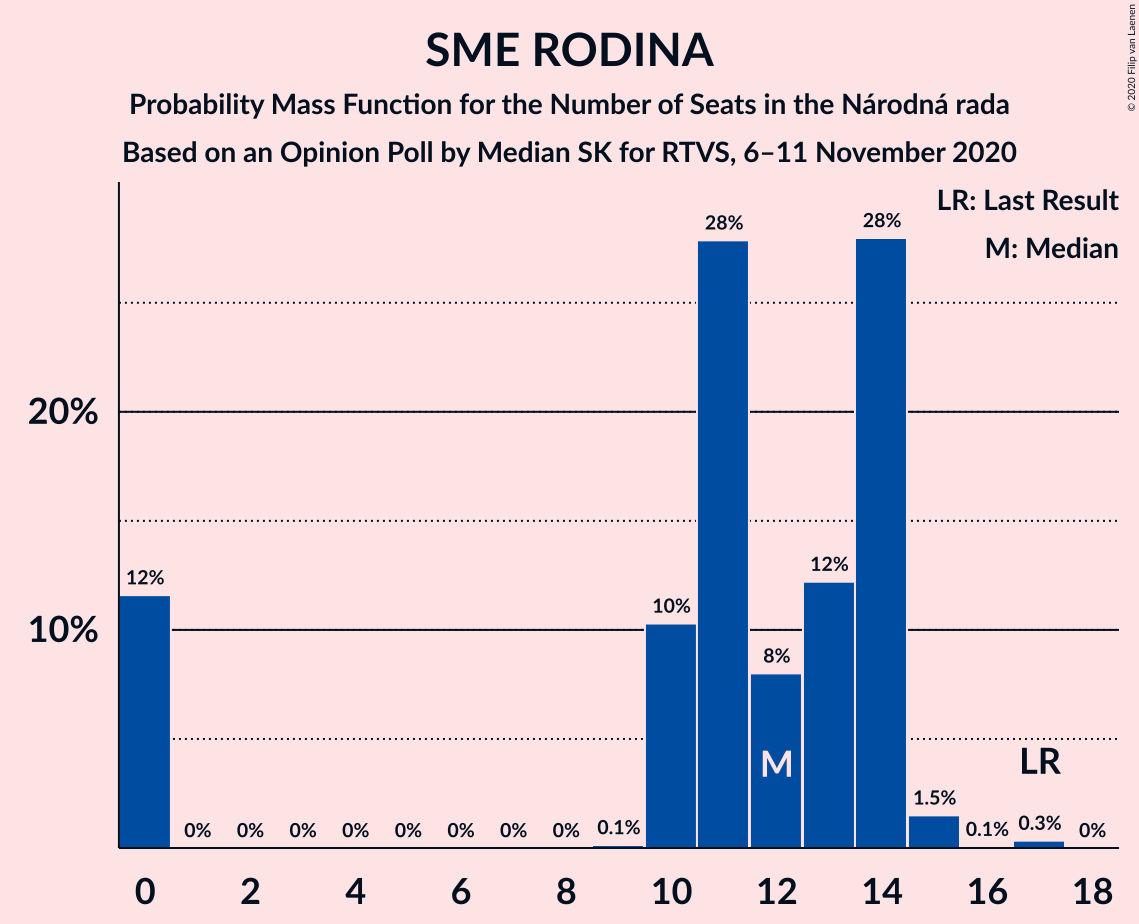 SME RODINA
Probability Mass Function for the Number of Seats in the Národná rada
Based on an Opinion Poll by Median SK for RTVS, 6–11 November 2020
© 2020 Filip van Laenen
LR: Last Result
M: Median
20%
10%
12%
0%
0%
0%
0%
0%
0%
0%
0%
0.1%
10%
28%
8%
12%
28%
1.5%
0.1%
0.3%
0%
M
LR
0 2 4 6 8 10 12 14 16 18